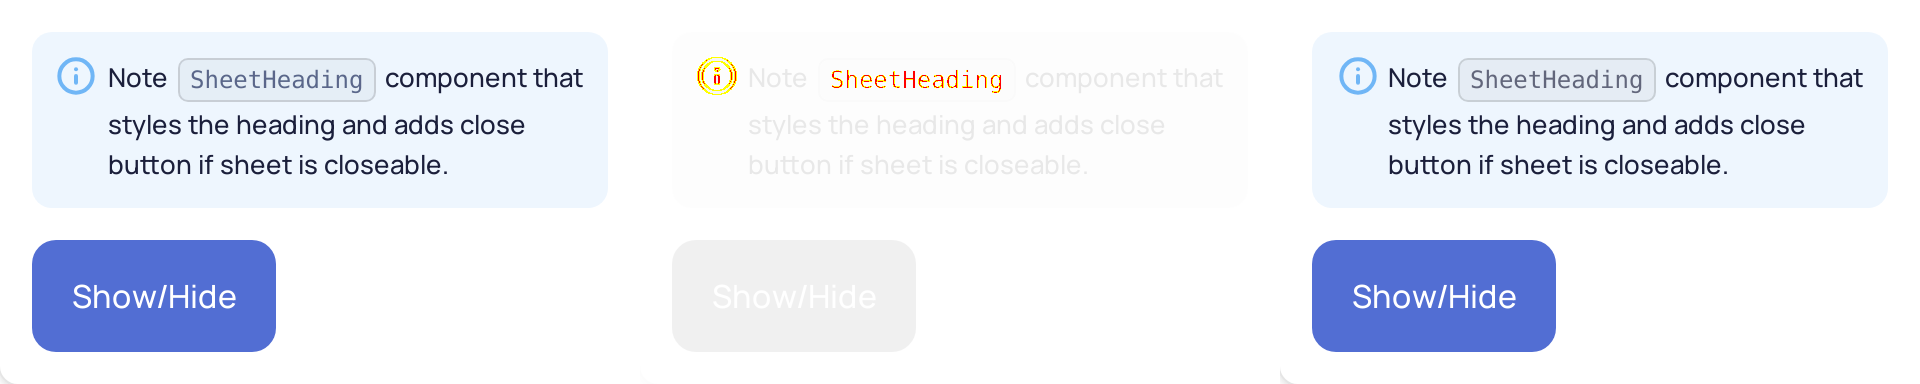 Note SheetHeading component that
styles the heading and adds close
button if sheet is closeable.
Show/Hide
Note SheetHeading component that
styles the heading and adds close
button if sheet is closeable.
Show/Hide
Note SheetHeading component that
styles the heading and adds close
button if sheet is closeable.
Show/Hide